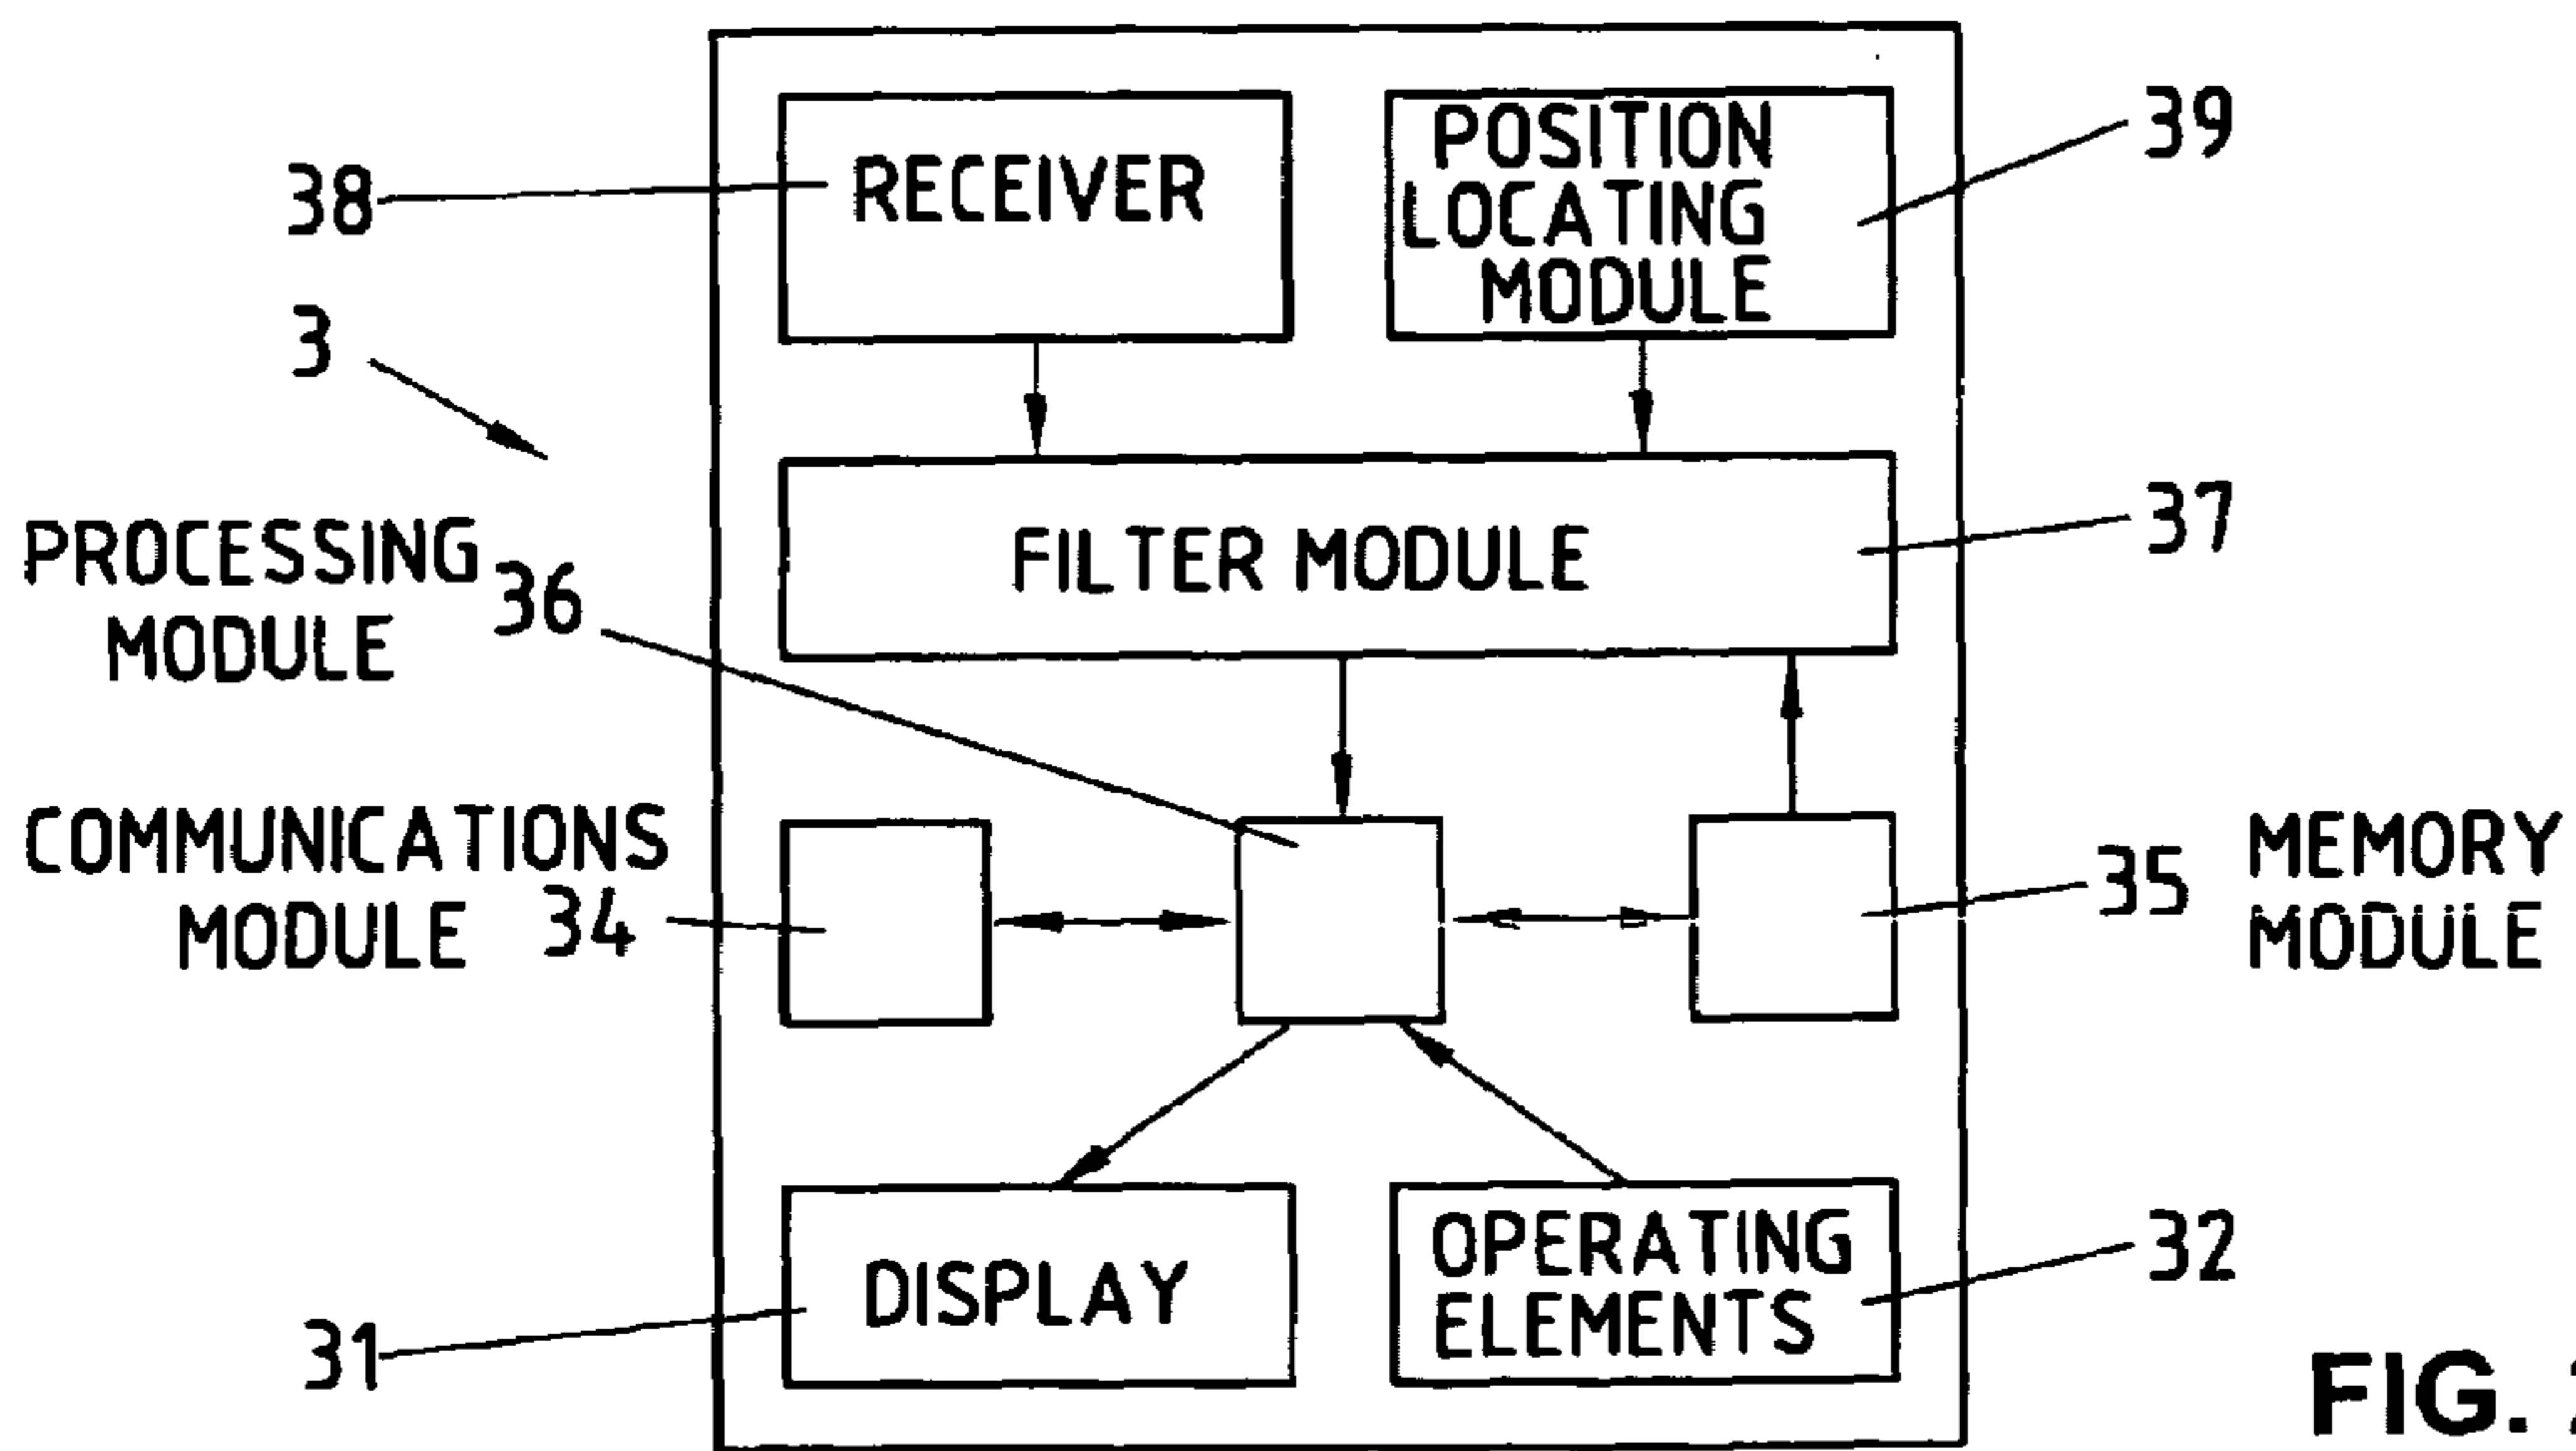 RECEIVER
POSITION
LOCATING
MODULE
38
39
3
FILTER MODULE
37
PROCESSING
MODULE
36
COMMUNICATIONS
MODULE
34
35
MEMORY
MODULE
DISPLAY
OPERATING
ELEMENTS
31
32
FIG.